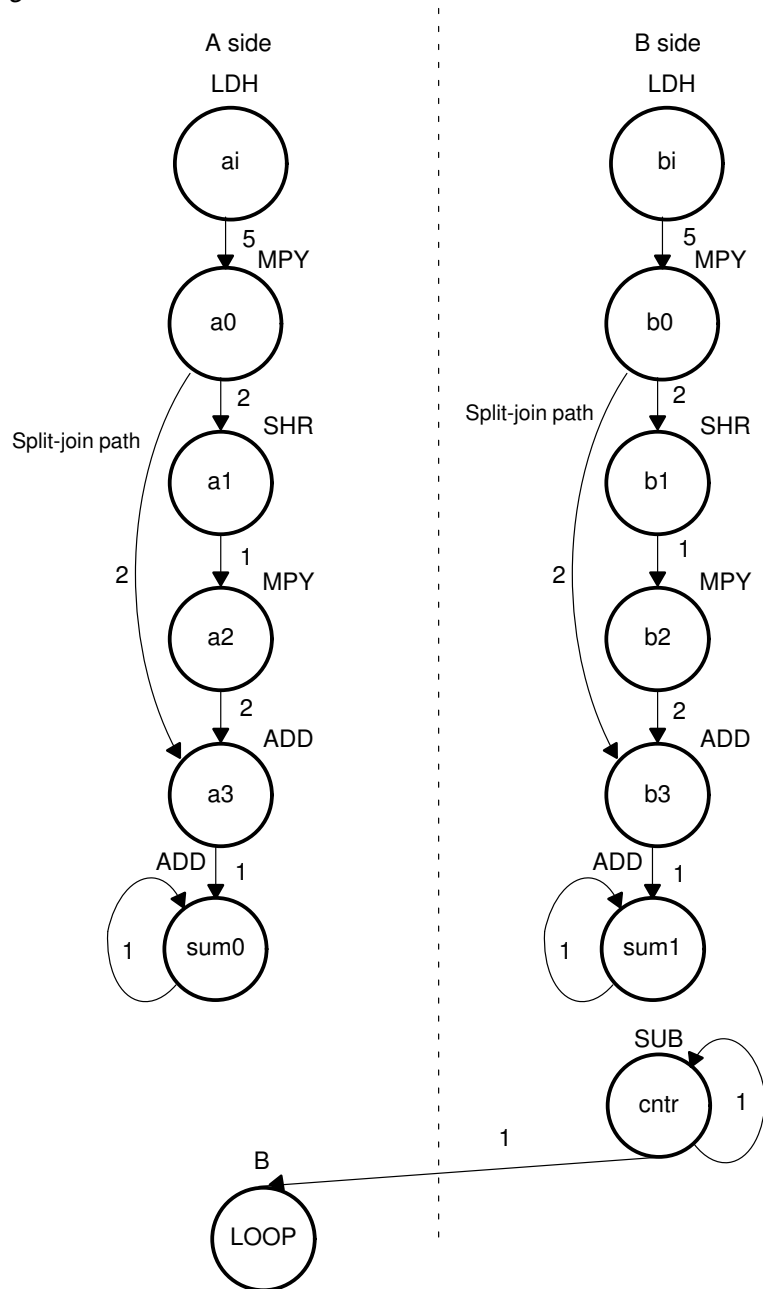 g
A side
B side
LDH
LDH
ai
bi
5
5
MPY
MPY
a0
b0
2
2
Split-join path
Split-join path
SHR
SHR
a1
b1
2
1
2
1
MPY
MPY
a2
b2
2
2
ADD
ADD
a3
b3
ADD
1
ADD
1
1
sum0
1
sum1
SUB
cntr
1
1
B
LOOP